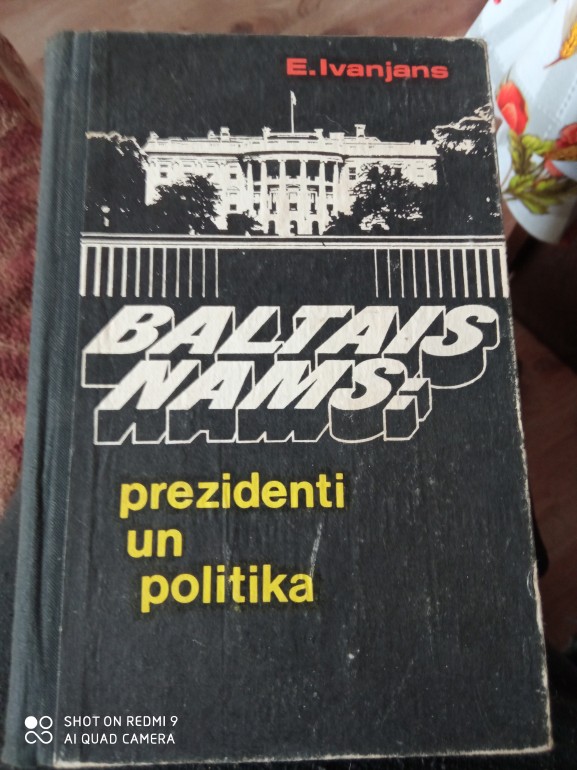 E.Ivanjans
BALTAIS
NAMS:
prezidenti
un
politika
SHOT ON REDMI 9
AI QUAD CAMERA